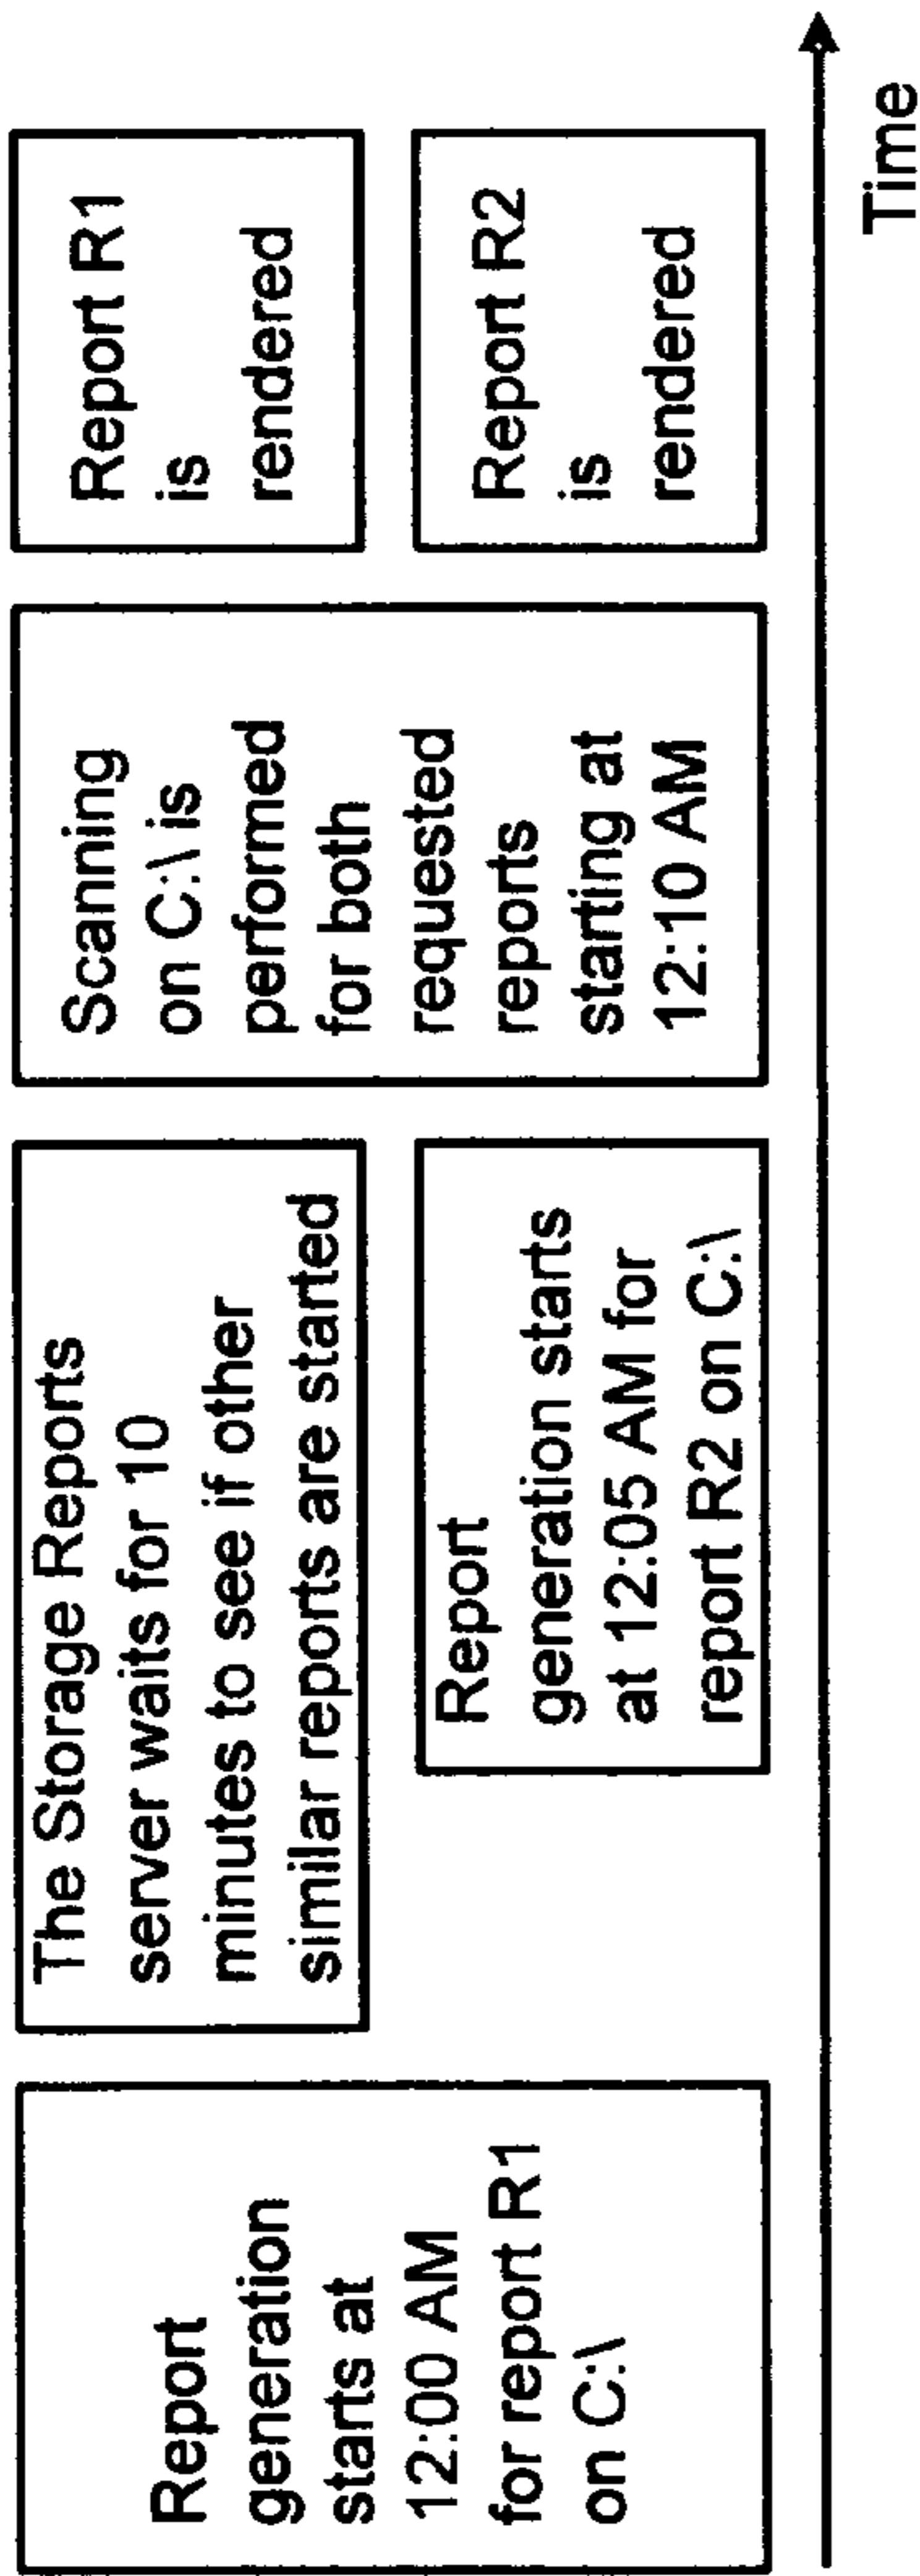 Report
generation
starts at
12:00 AM
for report R1
on C:\
The Storage Reports
server waits for 10
minutes to see if other
similar reports are started
Report
generation starts
at 12:05 AM for
report R2 on C:\
Scanning
on C:\ is
performed
for both
requested
reports
starting at
12:10 AM
Report R1
is
rendered
Report R2
is
rendered
Time